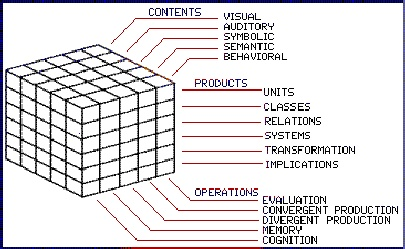 CONTENTS
VISUAL
AUDITORY
SYMBOLIC
SEMANTIC
BEHAVIORAL
PRODUCTS
UNITS
CLASSES
RELATIONS
SYSTEMS
TRANSFORMATION
IMPLICATIONS
OPERATIONS
EVALUATION
CONVERGENT PRODUCTION
DIVERGENT PRODUCTION
MEMORY
COGNITION